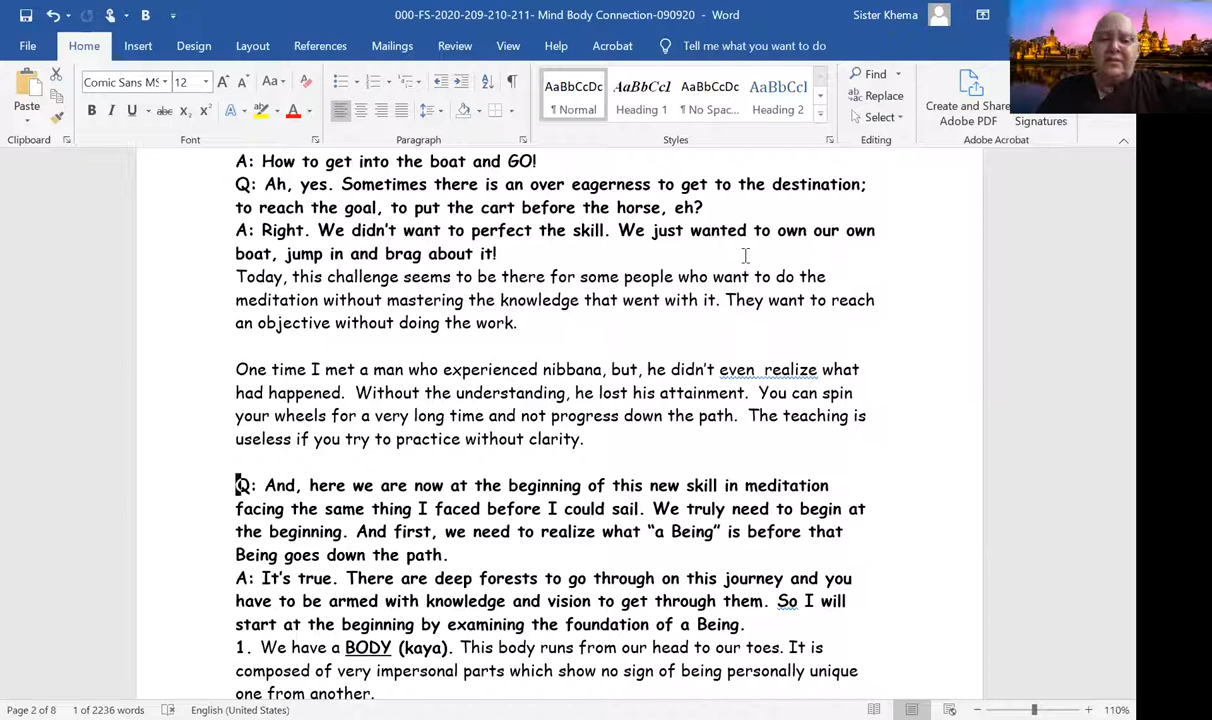 000-FS-2020-209-210-211- Mind Body Connection-090920 - Word
Sister Khema
File Home Insert Design Layout References Mailings Review View Help Acrobat Tell me what you want to do
Paste
Clipboard
Comic Sans MS 12
B I U abc X₂ X²
Font
Paragraph
AaBbCcDc AaBbCcI AaBbCcDc AaBbCcI
¶ Normal Heading 1 ¶ No Spac... Heading 2
Styles
Find
Replace
Select
Editing
Create and Share
Adobe PDF
Signatures
Adobe Acrobat
A: How to get into the boat and GO!
Q: Ah, yes. Sometimes there is an over eagerness to get to the destination;
to reach the goal, to put the cart before the horse, eh?
A: Right. We didn't want to perfect the skill. We just wanted to own our own
boat, jump in and brag about it!
Today, this challenge seems to be there for some people who want to do the
meditation without mastering the knowledge that went with it. They want to reach
an objective without doing the work.
One time I met a man who experienced nibbana, but, he didn't even  realize what
had happened.  Without the understanding, he lost his attainment.  You can spin
your wheels for a very long time and not progress down the path.  The teaching is
useless if you try to practice without clarity.
Q: And, here we are now at the beginning of this new skill in meditation
facing the same thing I faced before I could sail. We truly need to begin at
the beginning. And first, we need to realize what “a Being” is before that
Being goes down the path.
A: It's true. There are deep forests to go through on this journey and you
have to be armed with knowledge and vision to get through them. So I will
start at the beginning by examining the foundation of a Being.
1. We have a BODY (kaya). This body runs from our head to our toes. It is
composed of very impersonal parts which show no sign of being personally unique
one from another.
Page 2 of 8 1 of 2236 words English (United States) 110%